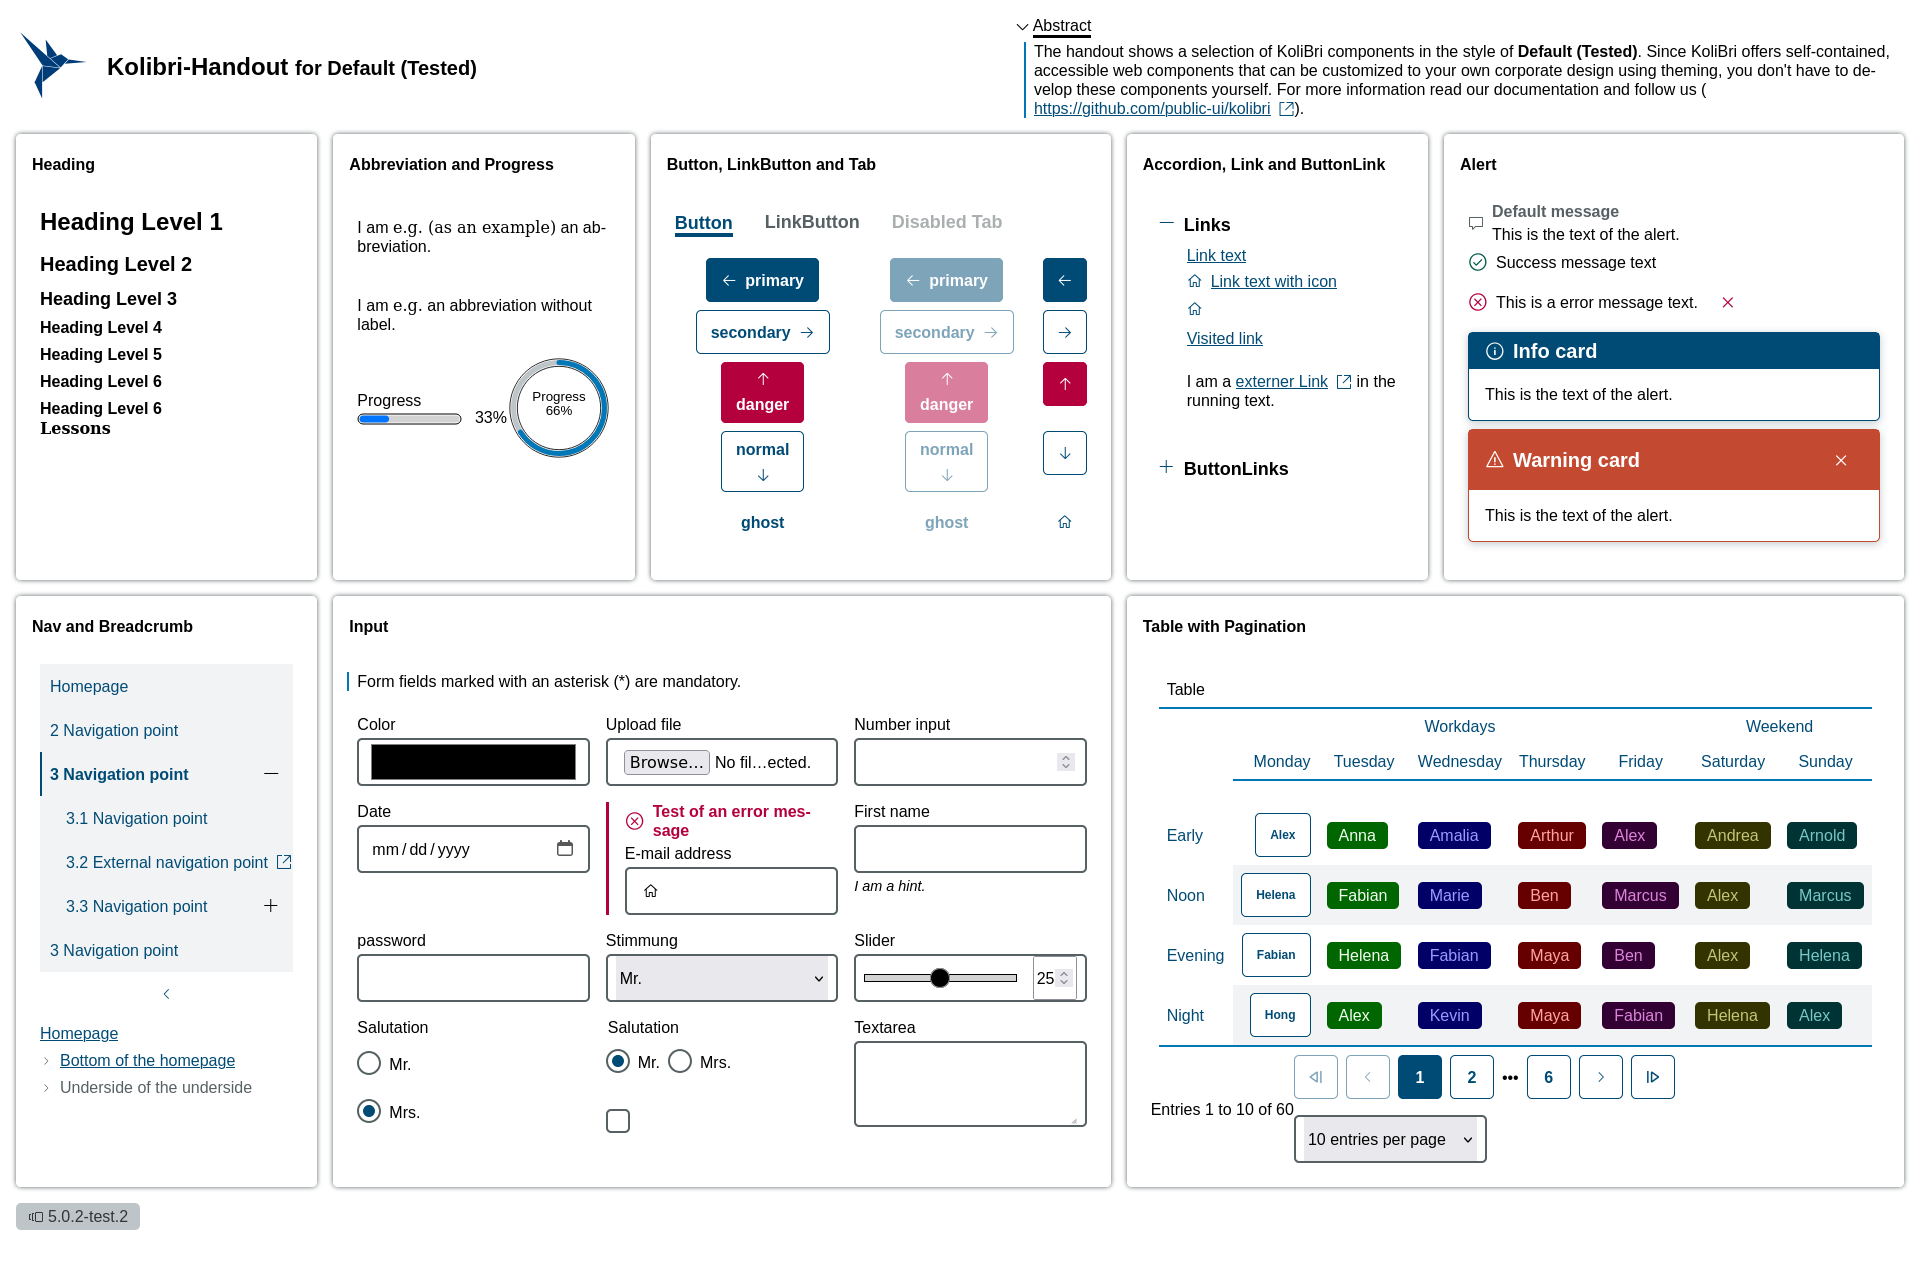 Kolibri-Handout for Default (Tested)
Abstract
The handout shows a selection of KoliBri components in the style of Default (Tested). Since KoliBri offers self-contained,
accessible web components that can be customized to your own corporate design using theming, you don't have to de-
velop these components yourself. For more information read our documentation and follow us (
https://github.com/public-ui/kolibri ).
Heading
Heading Level 1
Heading Level 2
Heading Level 3
Heading Level 4
Heading Level 5
Heading Level 6
Heading Level 6
Lessons
Abbreviation and Progress
I am e.g. (as an example) an ab-
breviation.
I am e.g. an abbreviation without
label.
Progress
33%
Progress
66%
Button, LinkButton and Tab
Button LinkButton Disabled Tab
primary primary
secondary secondary
danger danger
normal normal
ghost ghost
Accordion, Link and ButtonLink
Links
Link text
Link text with icon
Visited link
I am a externer Link in the
running text.
ButtonLinks
Alert
Default message
This is the text of the alert.
Success message text
This is a error message text.
Info card
This is the text of the alert.
Warning card
This is the text of the alert.
Nav and Breadcrumb
Homepage
2 Navigation point
3 Navigation point
3.1 Navigation point
3.2 External navigation point
3.3 Navigation point
3 Navigation point
Homepage
Bottom of the homepage
Underside of the underside
Input
Form fields marked with an asterisk (*) are mandatory.
Color Upload file Number input
Browse... No fil...ected.
Date
mm/dd/yyyy
Test of an error mes-
sage
E-mail address
First name
I am a hint.
password Stimmung Slider
Mr. 25
Salutation Salutation Textarea
Mr. Mr. Mrs.
Mrs.
Table with Pagination
Table
Workdays Weekend
Monday Tuesday Wednesday Thursday Friday Saturday Sunday
Early Alex Anna Amalia Arthur Alex Andrea Arnold
Noon Helena Fabian Marie Ben Marcus Alex Marcus
Evening Fabian Helena Fabian Maya Ben Alex Helena
Night Hong Alex Kevin Maya Fabian Helena Alex
1 2 ••• 6
Entries 1 to 10 of 60
10 entries per page
5.0.2-test.2